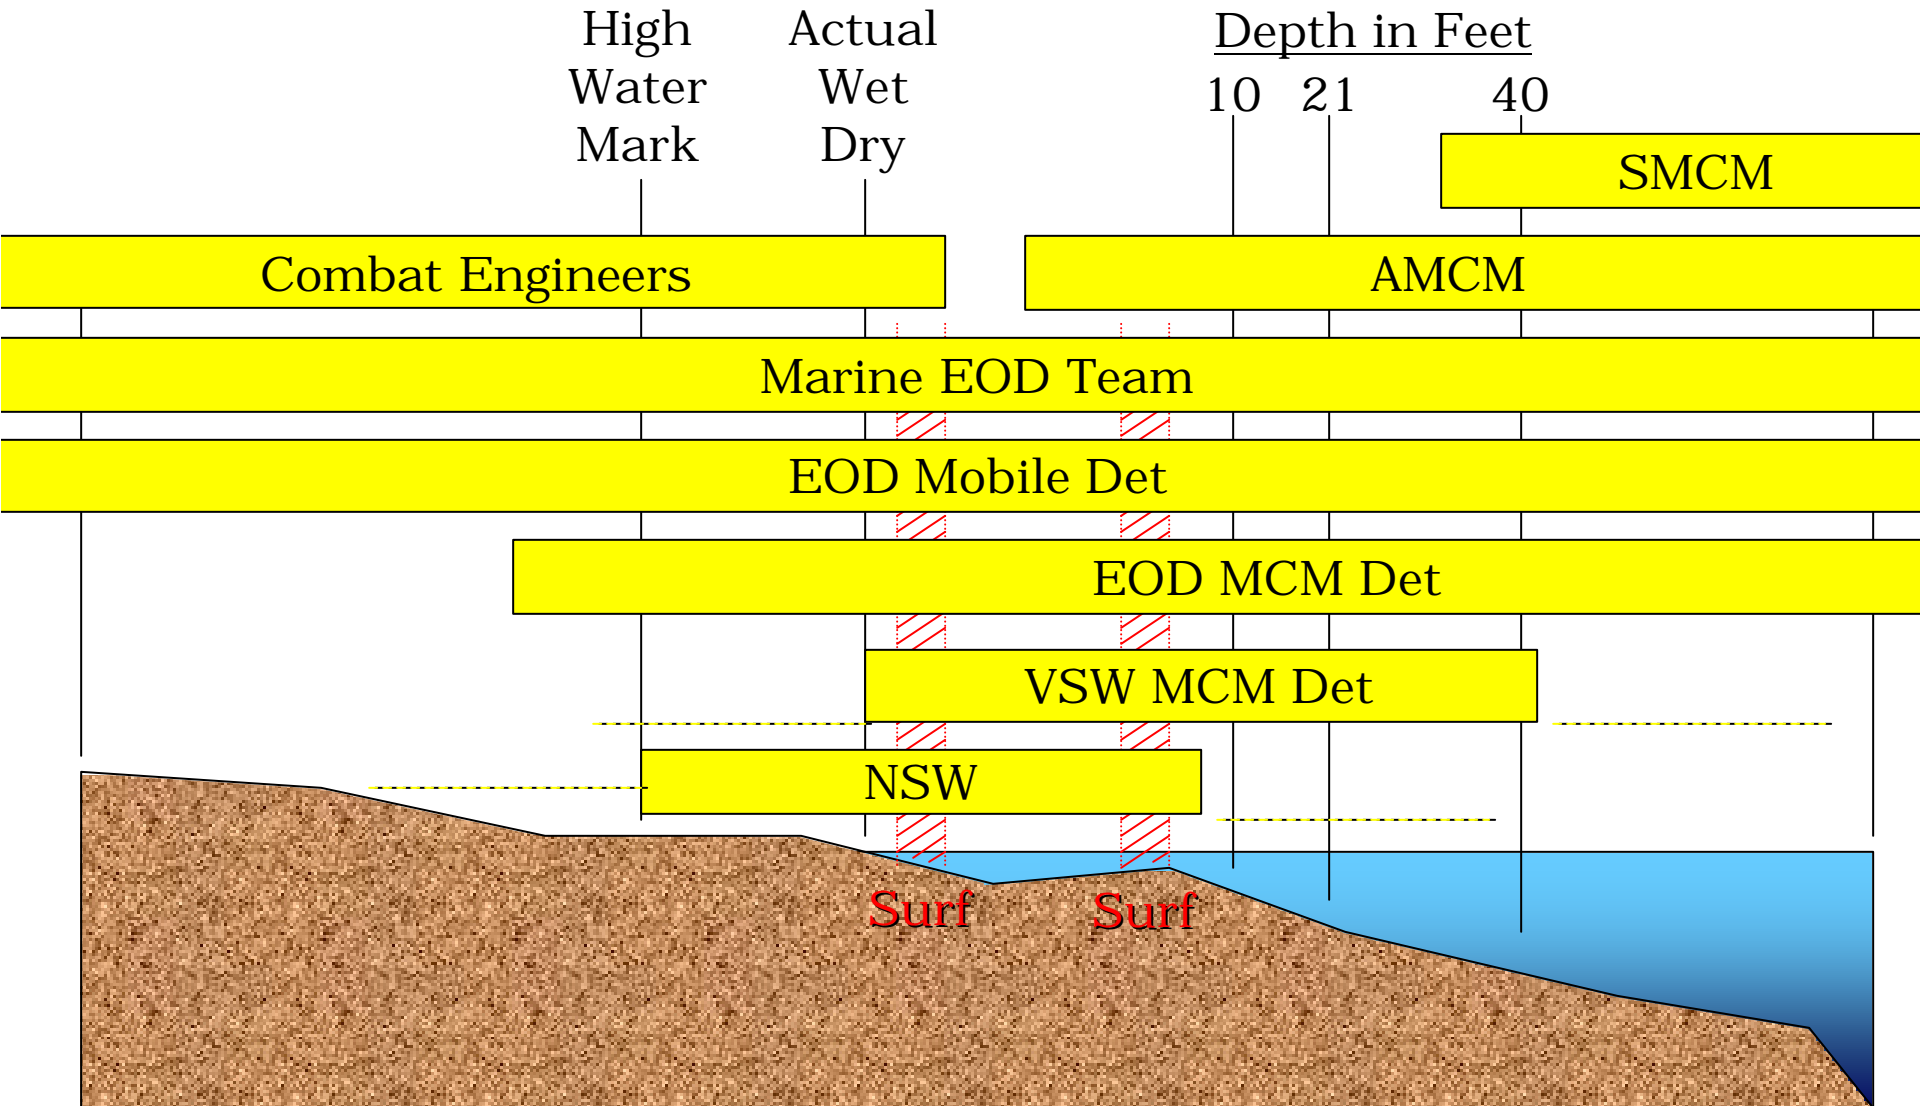 High
Water
Mark
Actual
Wet
Dry
Depth in Feet
10 21 40
SMCM
Combat Engineers
AMCM
Marine EOD Team
EOD Mobile Det
EOD MCM Det
VSW MCM Det
NSW
Surf
Surf